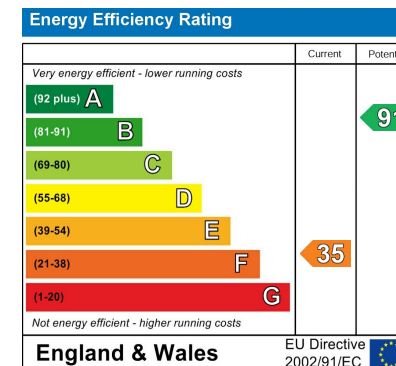 Energy Efficiency Rating
Current
Very energy efficient - lower running costs
(92 plus) A
(81-91) B
(69-80) C
(55-68) D
(39-54) E
(21-38) F
(1-20) G
35
Not energy efficient - higher running costs
England & Wales
EU Directive
2002/91/EC